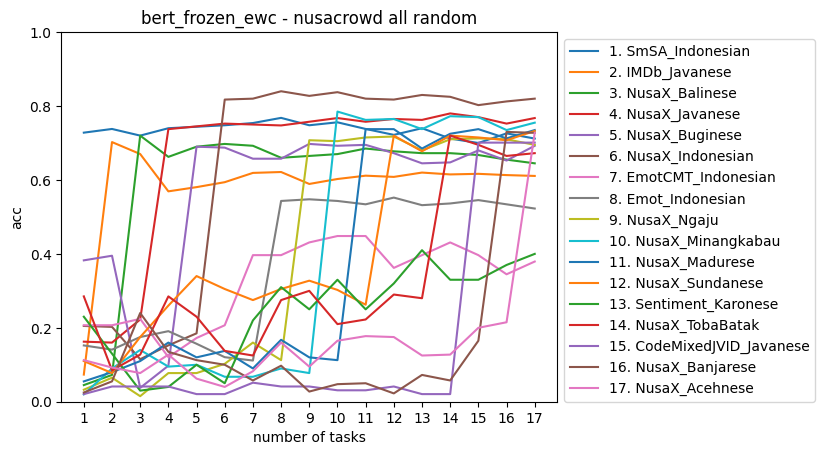 bert_frozen_ewc - nusacrowd all random
1.0
0.8
0.6
0.4
0.2
0.0
acc
1 2 3 4 5 6 7 8 9 10 11 12 13 14 15 16 17
number of tasks
1. SmSA_Indonesian
2. IMDb_Javanese
3. NusaX_Balinese
4. NusaX_Javanese
5. NusaX_Buginese
6. NusaX_Indonesian
7. EmotCMT_Indonesian
8. Emot_Indonesian
9. NusaX_Ngaju
10. NusaX_Minangkabau
11. NusaX_Madurese
12. NusaX_Sundanese
13. Sentiment_Karonese
14. NusaX_TobaBatak
15. CodeMixedJVID_Javanese
16. NusaX_Banjarese
17. NusaX_Acehnese